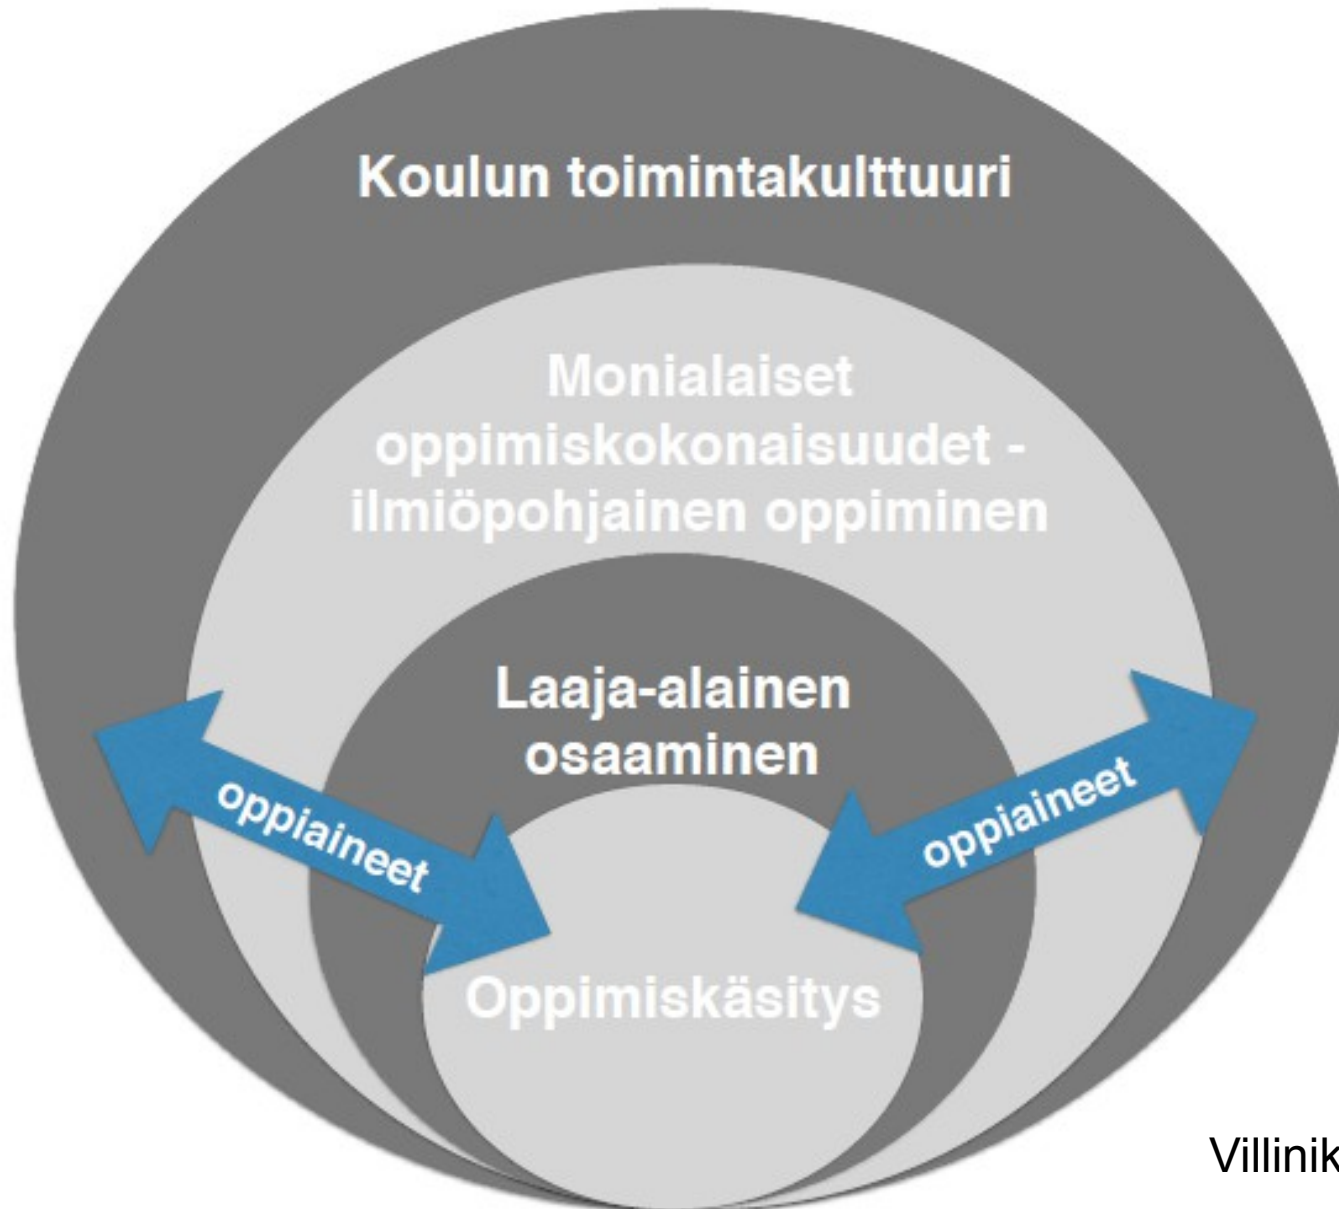 Koulun toimintakulttuuri
Monialaiset
oppimiskokonaisuudet -
ilmiöpohjainen oppiminen
Laaja-alainen
osaaminen
oppiaineet
oppiaineet
Oppimiskäsitys